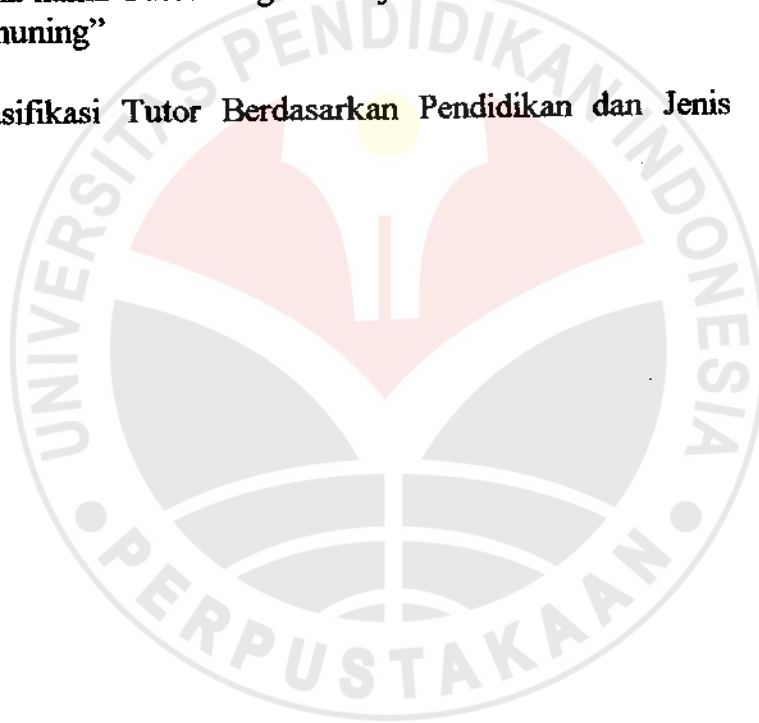 nuning”
sifikasi Tutor Berdasarkan Pendidikan dan Jenis
UNIVERSITAS PENDIDIKAN INDONESIA
PERPUSTAKAAN